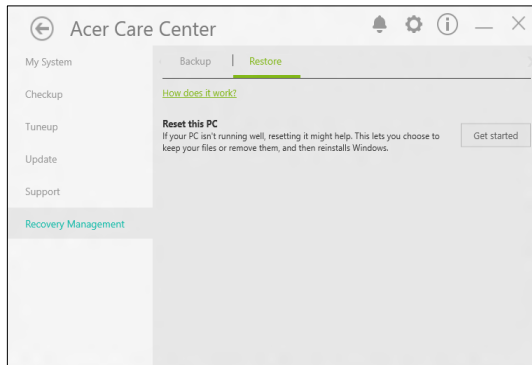 Acer Care Center
My System
Checkup
Tuneup
Update
Support
Recovery Management
Backup | Restore
How does it work?
Reset this PC
If your PC isn't running well, resetting it might help. This lets you choose to
keep your files or remove them, and then reinstalls Windows.
Get started